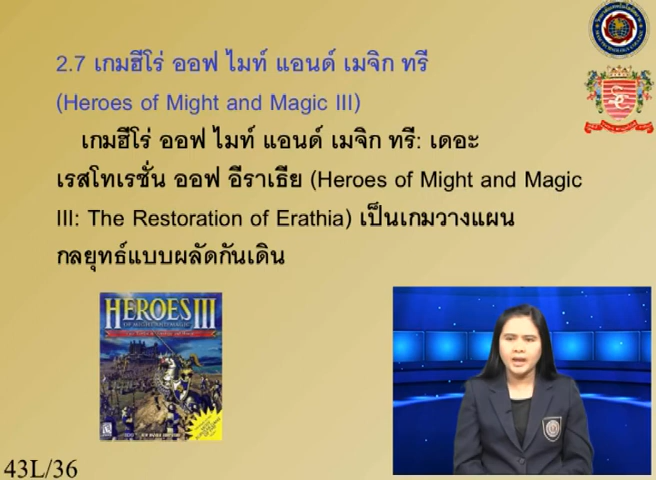 2.7 เกมฮีโร่ ออฟ ไมท์ แอนด์ เมจิก ทรี
(Heroes of Might and Magic III)
เกมฮีโร่ ออฟ ไมท์ แอนด์ เมจิก ทรี: เดอะ
เรสโทเรชั่น ออฟ อีราเธีย (Heroes of Might and Magic
III: The Restoration of Erathia) เป็นเกมวางแผน
กลยุทธ์แบบผลัดกันเดิน
HEROES III
OF MIGHT AND MAGIC
43L/36